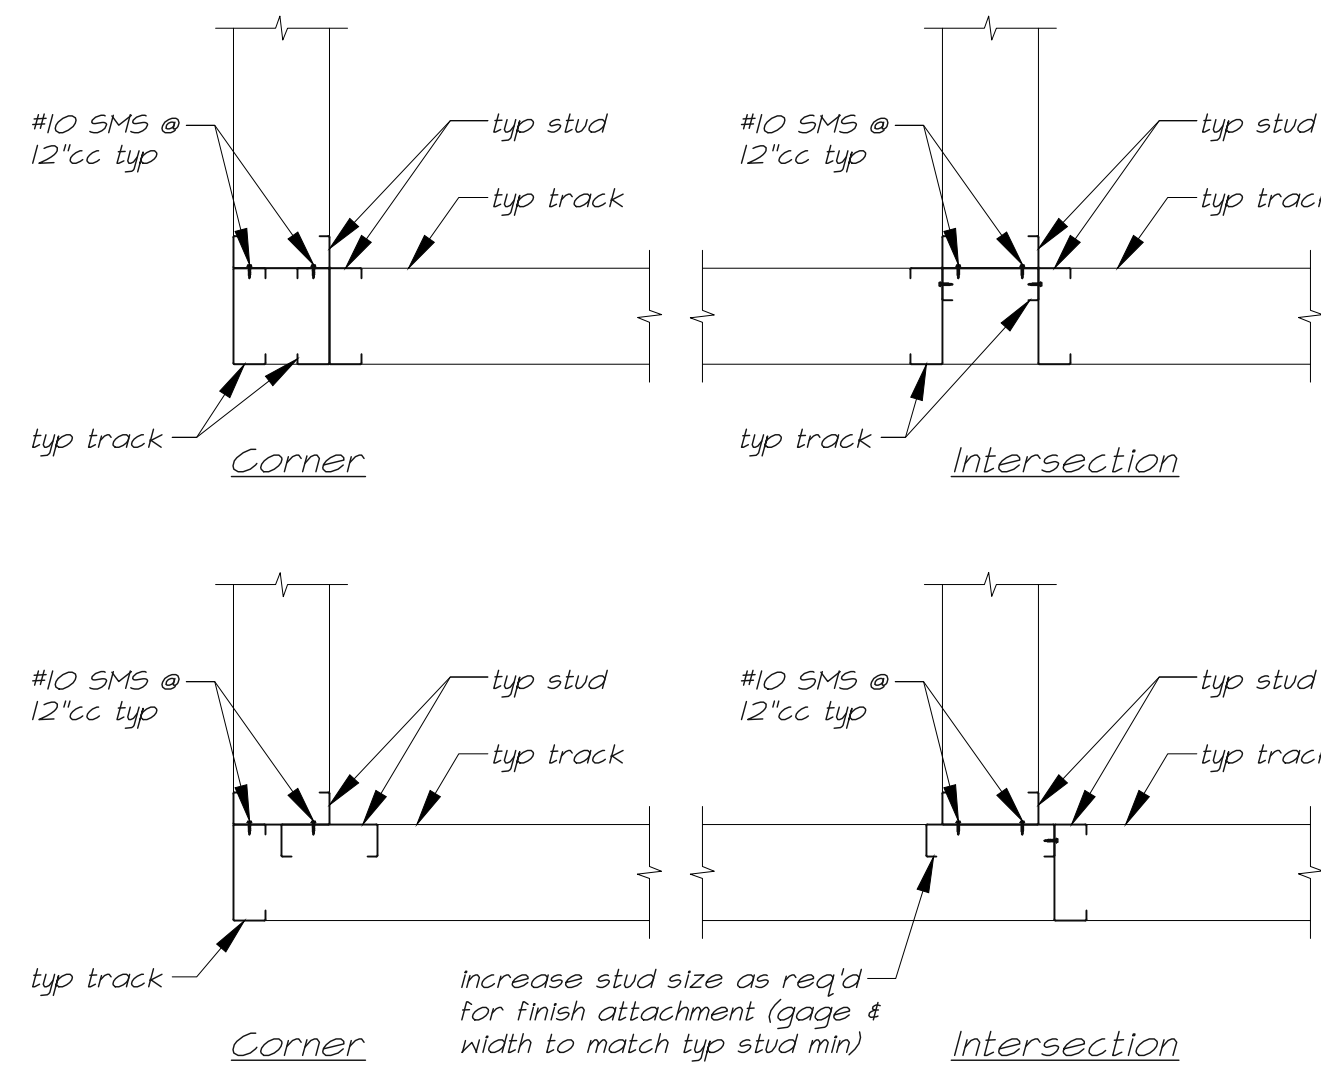 #10 SMS @
12"cc typ
typ stud
typ track
typ track
Corner
#10 SMS @
12"cc typ
typ stud
typ track
typ track
Intersection
#10 SMS @
12"cc typ
typ stud
typ track
typ track
Corner
#10 SMS @
12"cc typ
typ stud
typ track
increase stud size as req'd
for finish attachment (gage &
width to match typ stud min)
Intersection